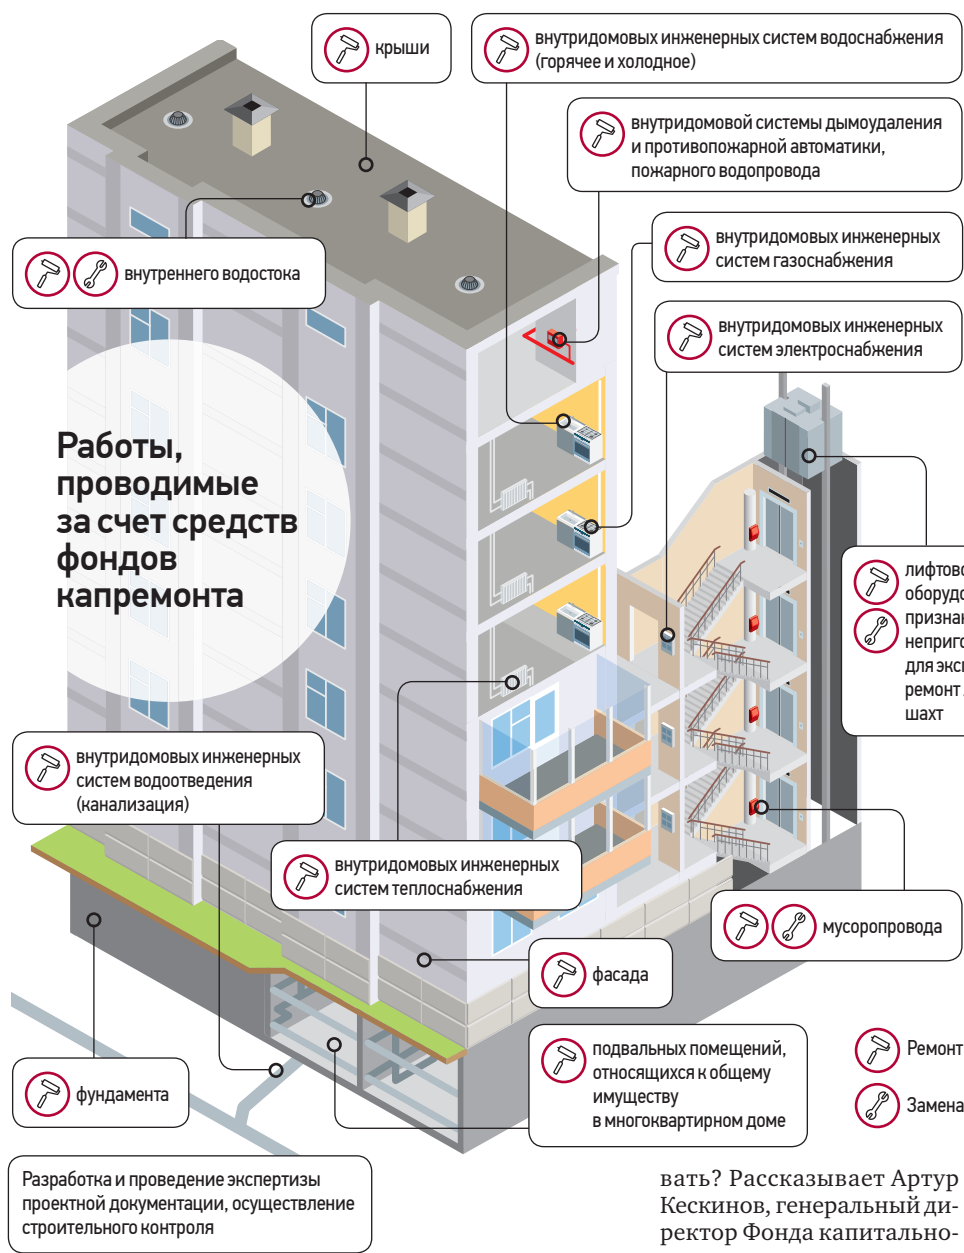 крыши
внутридомовых инженерных систем водоснабжения
(горячее и холодное)
внутридомовой системы дымоудаления
и противопожарной автоматики,
пожарного водопровода
внутридомовых инженерных
систем газоснабжения
внутреннего водостока
внутридомовых инженерных
систем электроснабжения
Работы,
проводимые
за счет средств
фондов
капремонта
для
ремонт
шахт
внутридомовых инженерных
систем водоотведения
(канализация)
внутридомовых инженерных
систем теплоснабжения
мусоропровода
фасада
подвальных помещений,
относящихся к общему
имуществу
в многоквартирном доме
Ремонт
Замена
фундамента
Разработка и проведение экспертизы
проектной документации, осуществление
строительного контроля
вать? Рассказывает Артур
Кескинов, генеральный ди-
ректор Фонда капитально-